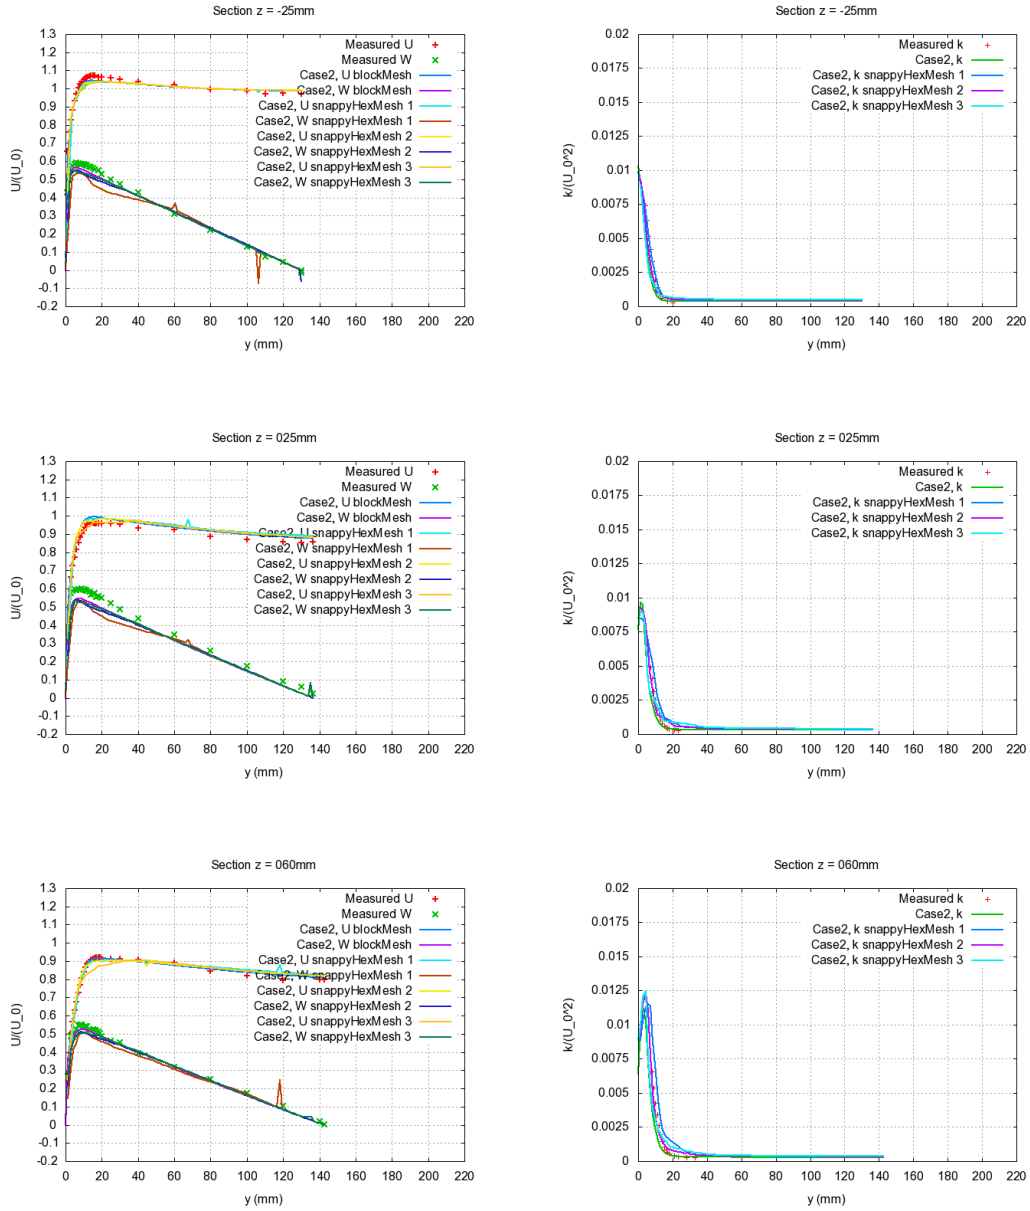 Section z = -25mm
U/(U_0)
1.3
1.2
1.1
1
0.9
0.8
0.7
0.6
0.5
0.4
0.3
0.2
0.1
0
-0.1
-0.2
Measured U
Measured W
Case2, U blockMesh
Case2, W blockMesh
Case2, U snappyHexMesh 1
Case2, W snappyHexMesh 1
Case2, U snappyHexMesh 2
Case2, W snappyHexMesh 2
Case2, U snappyHexMesh 3
Case2, W snappyHexMesh 3
0 20 40 60 80 100 120 140 160 180 200 220
y (mm)
Section z = -25mm
k/(U_0^2)
0.02
0.0175
0.015
0.0125
0.01
0.0075
0.005
0.0025
0
Measured k
Case2, k
Case2, k snappyHexMesh 1
Case2, k snappyHexMesh 2
Case2, k snappyHexMesh 3
0 20 40 60 80 100 120 140 160 180 200 220
y (mm)
Section z = 025mm
U/(U_0)
1.3
1.2
1.1
1
0.9
0.8
0.7
0.6
0.5
0.4
0.3
0.2
0.1
0
-0.1
-0.2
Measured U
Measured W
Case2, U blockMesh
Case2, W blockMesh
Case2, U snappyHexMesh 1
Case2, W snappyHexMesh 1
Case2, U snappyHexMesh 2
Case2, W snappyHexMesh 2
Case2, U snappyHexMesh 3
Case2, W snappyHexMesh 3
0 20 40 60 80 100 120 140 160 180 200 220
y (mm)
Section z = 025mm
k/(U_0^2)
0.02
0.0175
0.015
0.0125
0.01
0.0075
0.005
0.0025
0
Measured k
Case2, k
Case2, k snappyHexMesh 1
Case2, k snappyHexMesh 2
Case2, k snappyHexMesh 3
0 20 40 60 80 100 120 140 160 180 200 220
y (mm)
Section z = 060mm
U/(U_0)
1.3
1.2
1.1
1
0.9
0.8
0.7
0.6
0.5
0.4
0.3
0.2
0.1
0
-0.1
-0.2
Measured U
Measured W
Case2, U blockMesh
Case2, W blockMesh
Case2, U snappyHexMesh 1
Case2, W snappyHexMesh 1
Case2, U snappyHexMesh 2
Case2, W snappyHexMesh 2
Case2, U snappyHexMesh 3
Case2, W snappyHexMesh 3
0 20 40 60 80 100 120 140 160 180 200 220
y (mm)
Section z = 060mm
k/(U_0^2)
0.02
0.0175
0.015
0.0125
0.01
0.0075
0.005
0.0025
0
Measured k
Case2, k
Case2, k snappyHexMesh 1
Case2, k snappyHexMesh 2
Case2, k snappyHexMesh 3
0 20 40 60 80 100 120 140 160 180 200 220
y (mm)